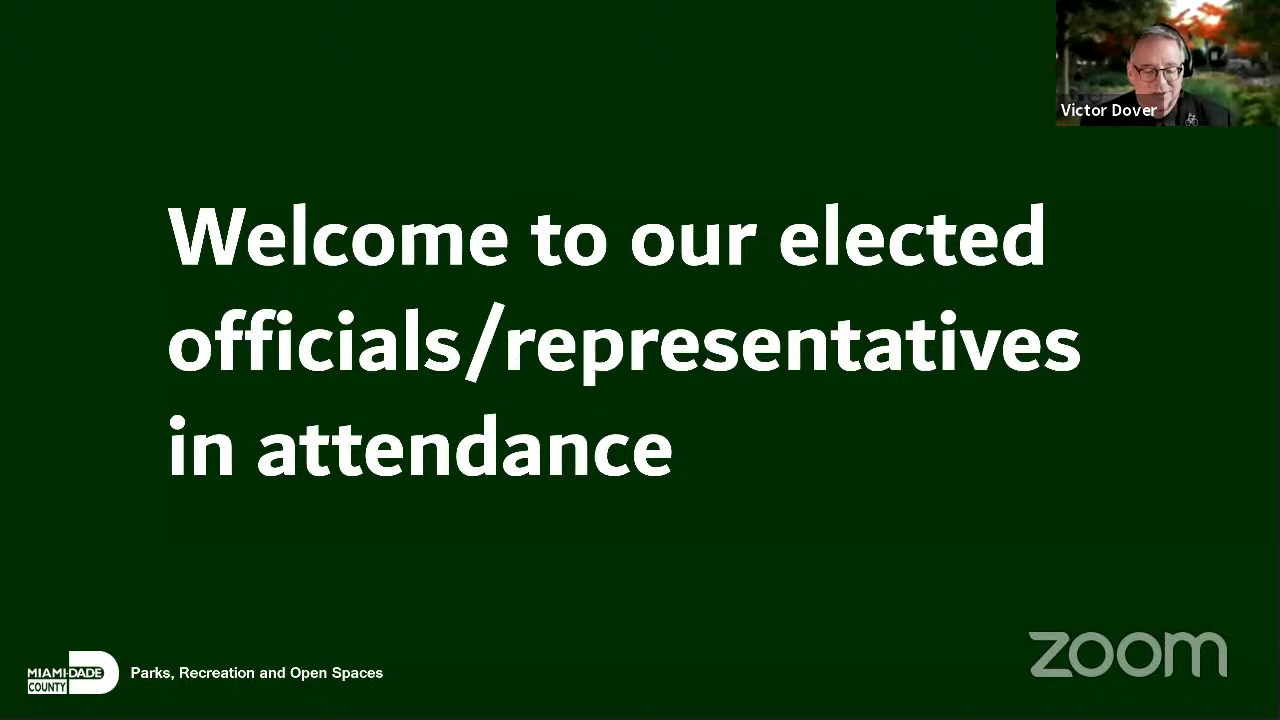 Victor Dover
Welcome to our elected
officials/representatives
in attendance
MIAMI-DADE
COUNTY
Parks, Recreation and Open Spaces
zoom